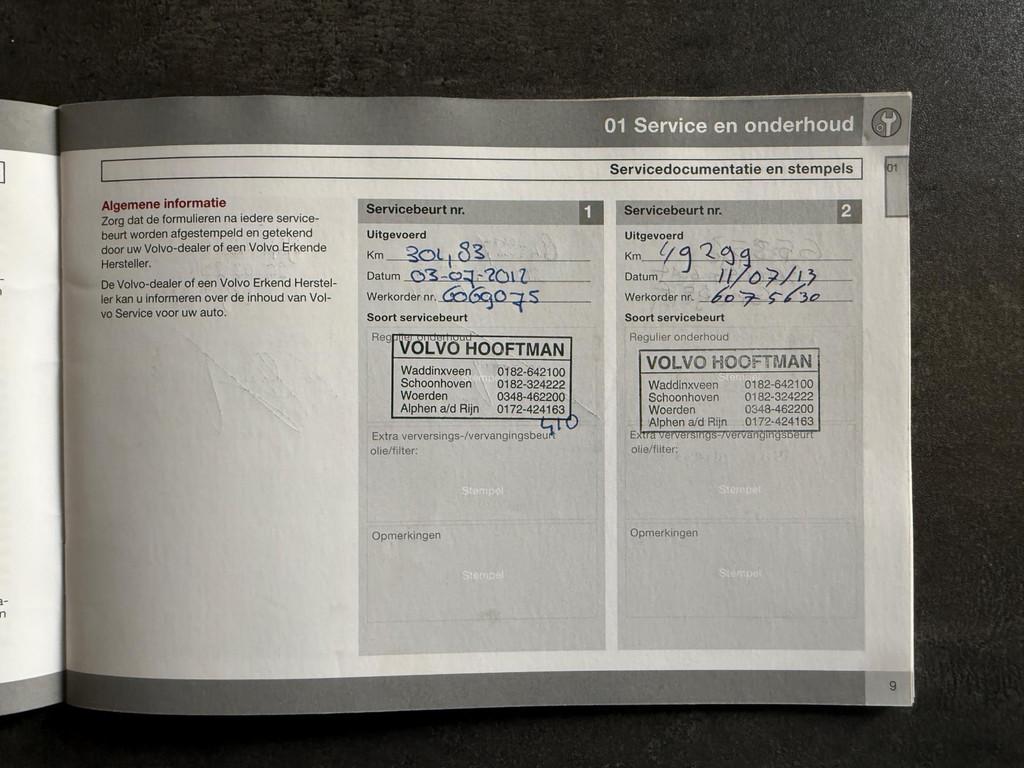 01 Service en onderhoud
Servicedocumentatie en stempels
01
Algemene informatie
Zorg dat de formulieren na iedere service-
beurt worden afgestempeld en getekend
door uw Volvo-dealer of een Volvo Erkende
Hersteller.
De Volvo-dealer of een Volvo Erkend Herstel-
ler kan u informeren over de inhoud van Vol-
vo Service voor uw auto.
Servicebeurt nr. 1
Uitgevoerd
Km 304,83
Datum 03-07-2012
Werkorder nr. 6069075
Soort servicebeurt
Regulier onderhoud
VOLVO HOOFTMAN
Waddinxveen 0182-642100
Schoonhoven 0182-324222
Woerden 0348-462200
Alphen a/d Rijn 0172-424163
Extra verversings-/vervangingsbeurt
olie/filter:
Stempel
Opmerkingen
Stempel
Servicebeurt nr. 2
Uitgevoerd
Km 49299
Datum 11/07/13
Werkorder nr. 6075630
Soort servicebeurt
Regulier onderhoud
VOLVO HOOFTMAN
Waddinxveen 0182-642100
Schoonhoven 0182-324222
Woerden 0348-462200
Alphen a/d Rijn 0172-424163
Extra verversings-/vervangingsbeurt
olie/filter:
Stempel
Opmerkingen
Stempel
9